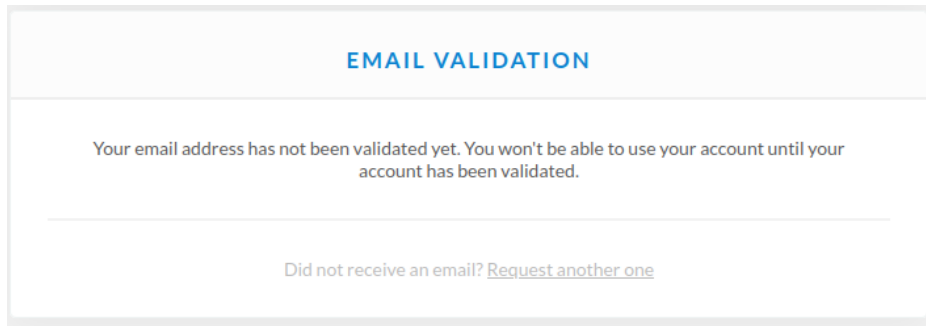 EMAIL VALIDATION
Your email address has not been validated yet. You won't be able to use your account until your
account has been validated.
Did not receive an email? Request another one